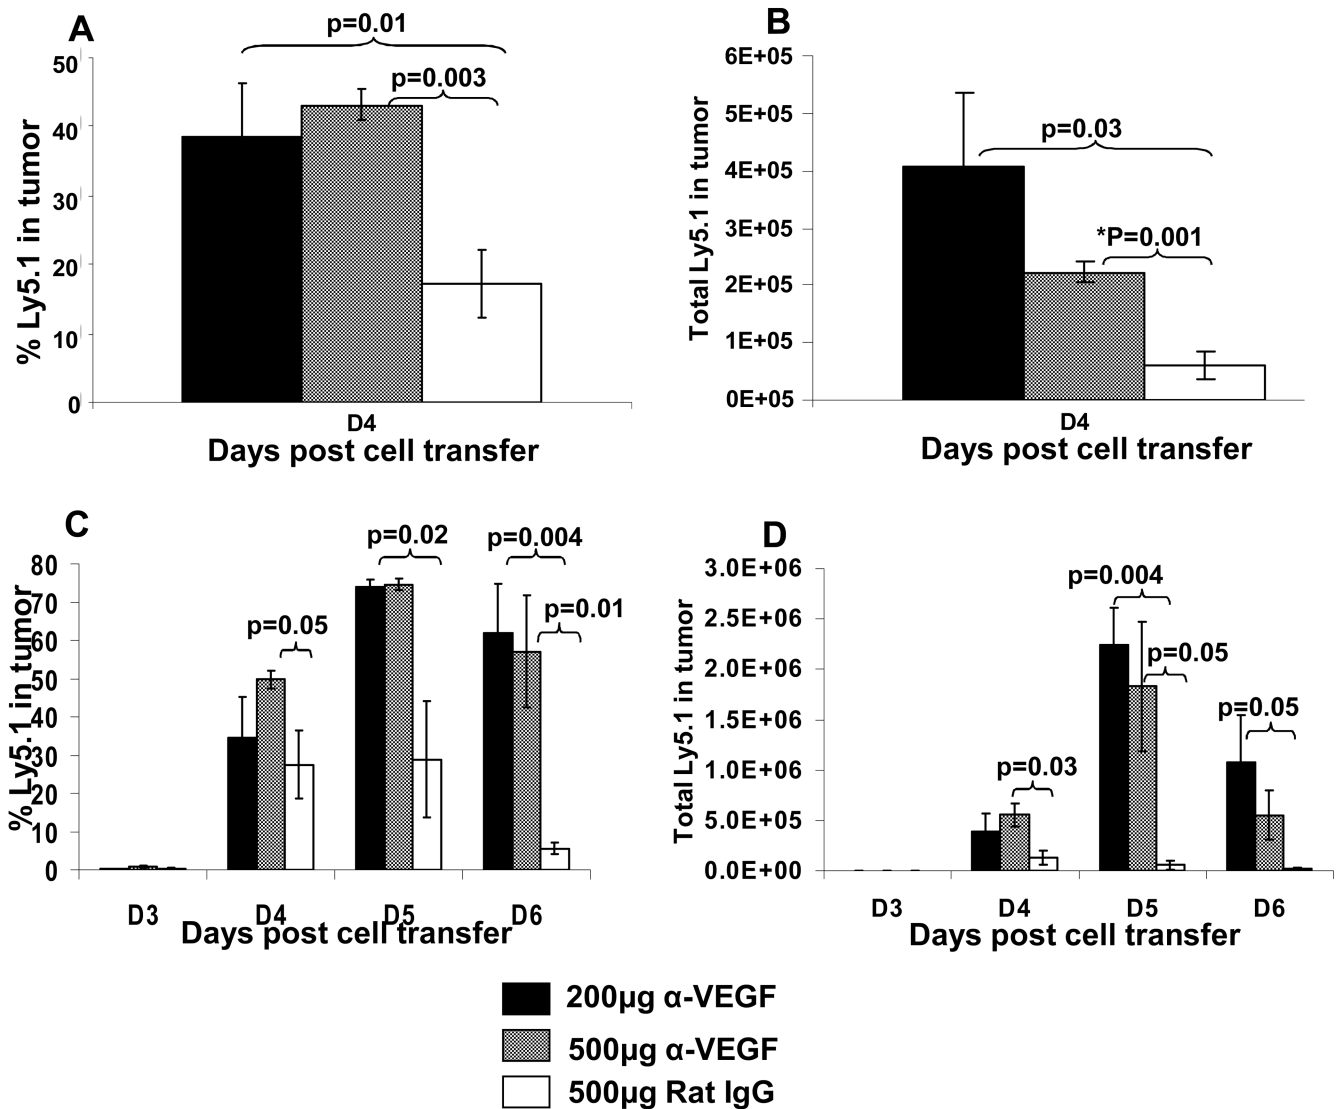 A
p=0.01
p=0.003
50
40
30
20
10
0
% Ly5.1 in tumor
D4
Days post cell transfer
B
6E+05
5E+05
4E+05
3E+05
2E+05
1E+05
0E+05
Total Ly5.1 in tumor
p=0.03
*P=0.001
D4
Days post cell transfer
C
80
70
60
50
40
30
20
10
0
% Ly5.1 in tumor
p=0.05
p=0.02
p=0.004
p=0.01
D3 D4 D5 D6
Days post cell transfer
D
3.0E+06
2.5E+06
2.0E+06
1.5E+06
1.0E+06
5.0E+05
0.0E+00
Total Ly5.1 in tumor
p=0.004
p=0.05
p=0.05
p=0.03
D3 D4 D5 D6
Days post cell transfer
200µg α-VEGF
500µg α-VEGF
500µg Rat IgG